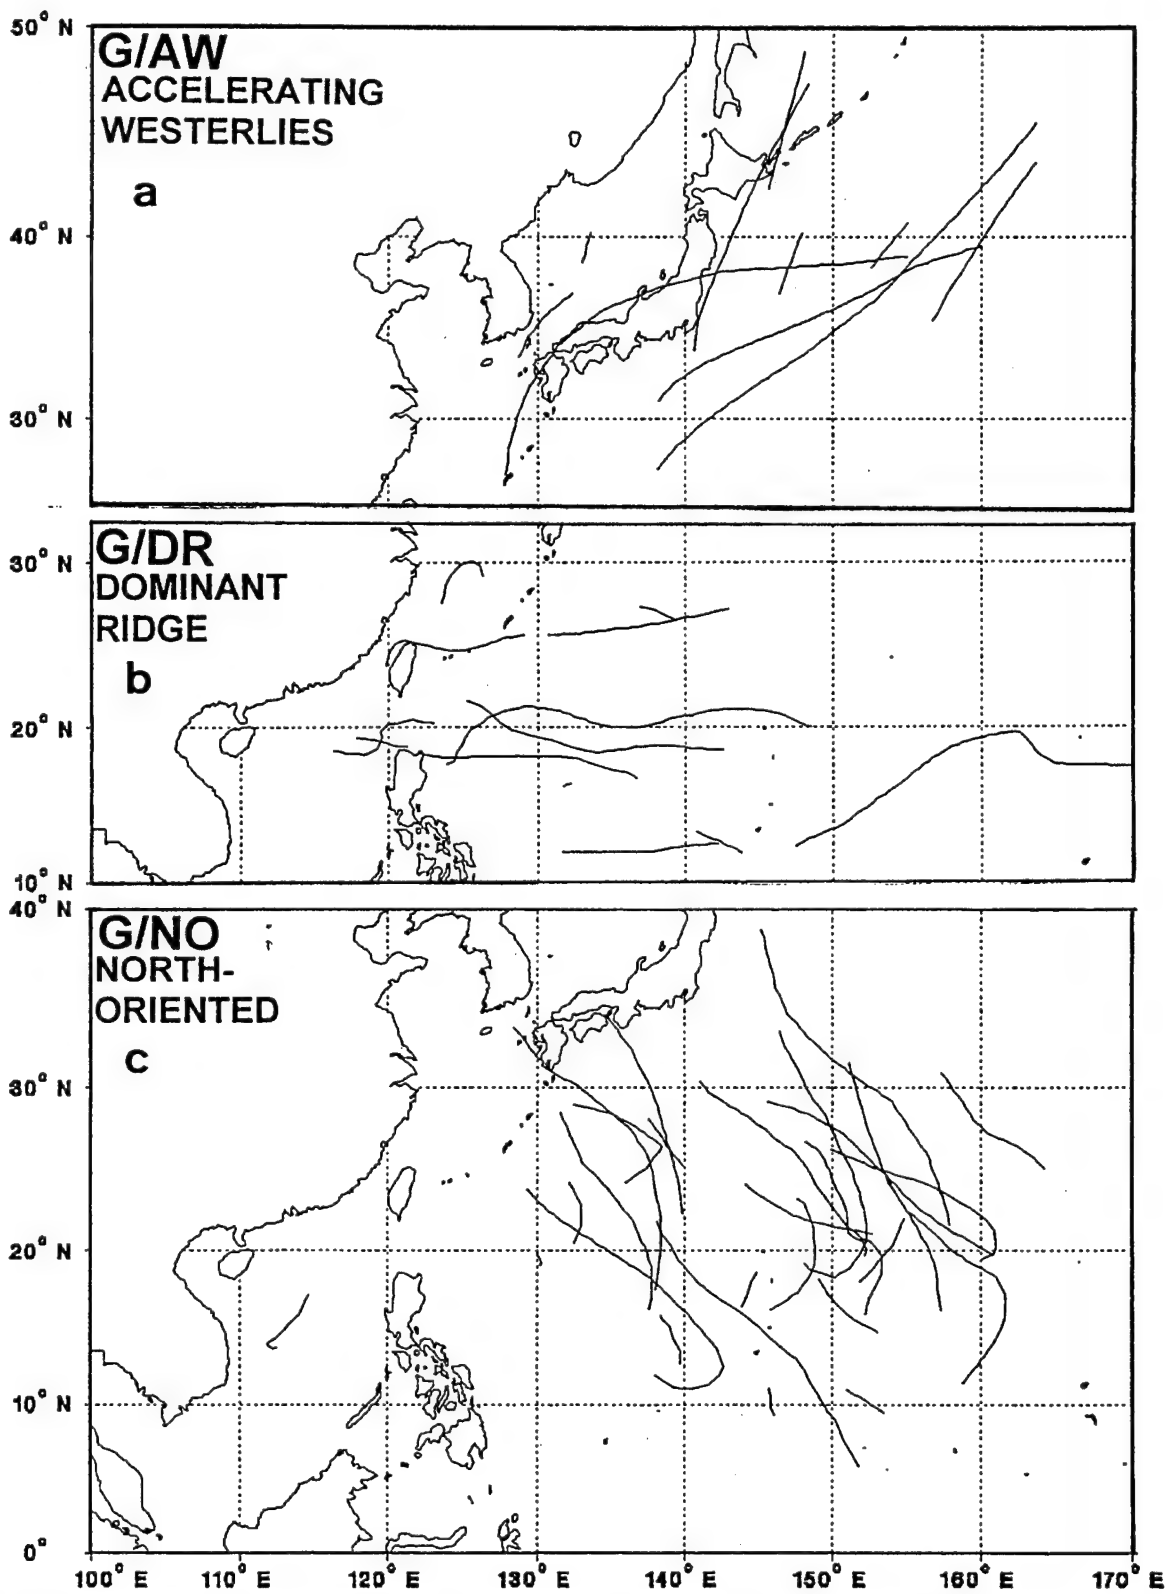 50° N
G/AW
ACCELERATING
WESTERLIES
a
40° N
30° N
G/DR
30° N
DOMINANT
RIDGE
b
20° N
10° N
40° N
G/NO
NORTH-
ORIENTED
c
30° N
20° N
10° N
0°
100° E 110° E 120° E 130° E 140° E 150° E 160° E 170° E